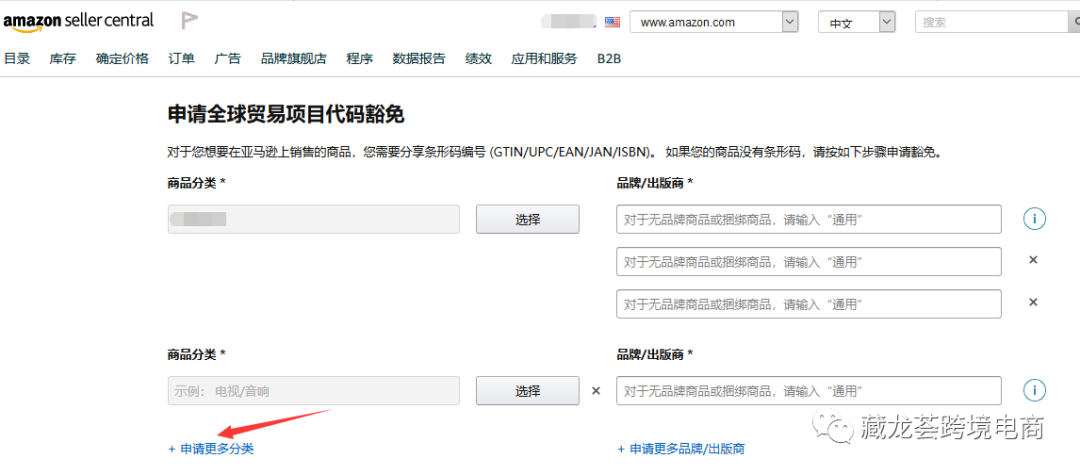 amazon seller central
www.amazon.com
中文
搜索
目录 库存 确定价格 订单 广告 品牌旗舰店 程序 数据报告 绩效 应用和服务 B2B
申请全球贸易项目代码豁免
对于您想要在亚马逊上销售的商品，您需要分享条形码编号 (GTIN/UPC/EAN/JAN/ISBN)。 如果您的商品没有条形码，请按如下步骤申请豁免。
商品分类 * 品牌/出版商 *
选择 对于无品牌商品或捆绑商品，请输入“通用”
对于无品牌商品或捆绑商品，请输入“通用”
对于无品牌商品或捆绑商品，请输入“通用”
商品分类 * 品牌/出版商 *
示例： 电视/音响 选择 × 对于无品牌商品或捆绑商品，请输入“通用”
+ 申请更多分类 + 申请更多品牌/出版商
藏龙荟跨境电商